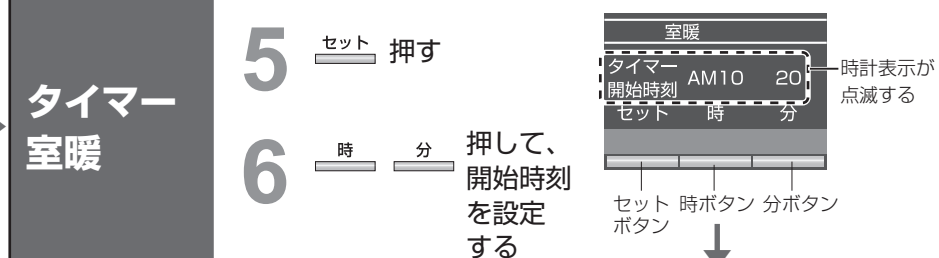 タイマー
室暖
5 セット 押す
6 時 分 押して、
開始時刻
を設定
する
室暖
タイマー
開始時刻 AM10 20
セット 時 分
時計表示が
点滅する
セット
ボタン 時ボタン 分ボタン